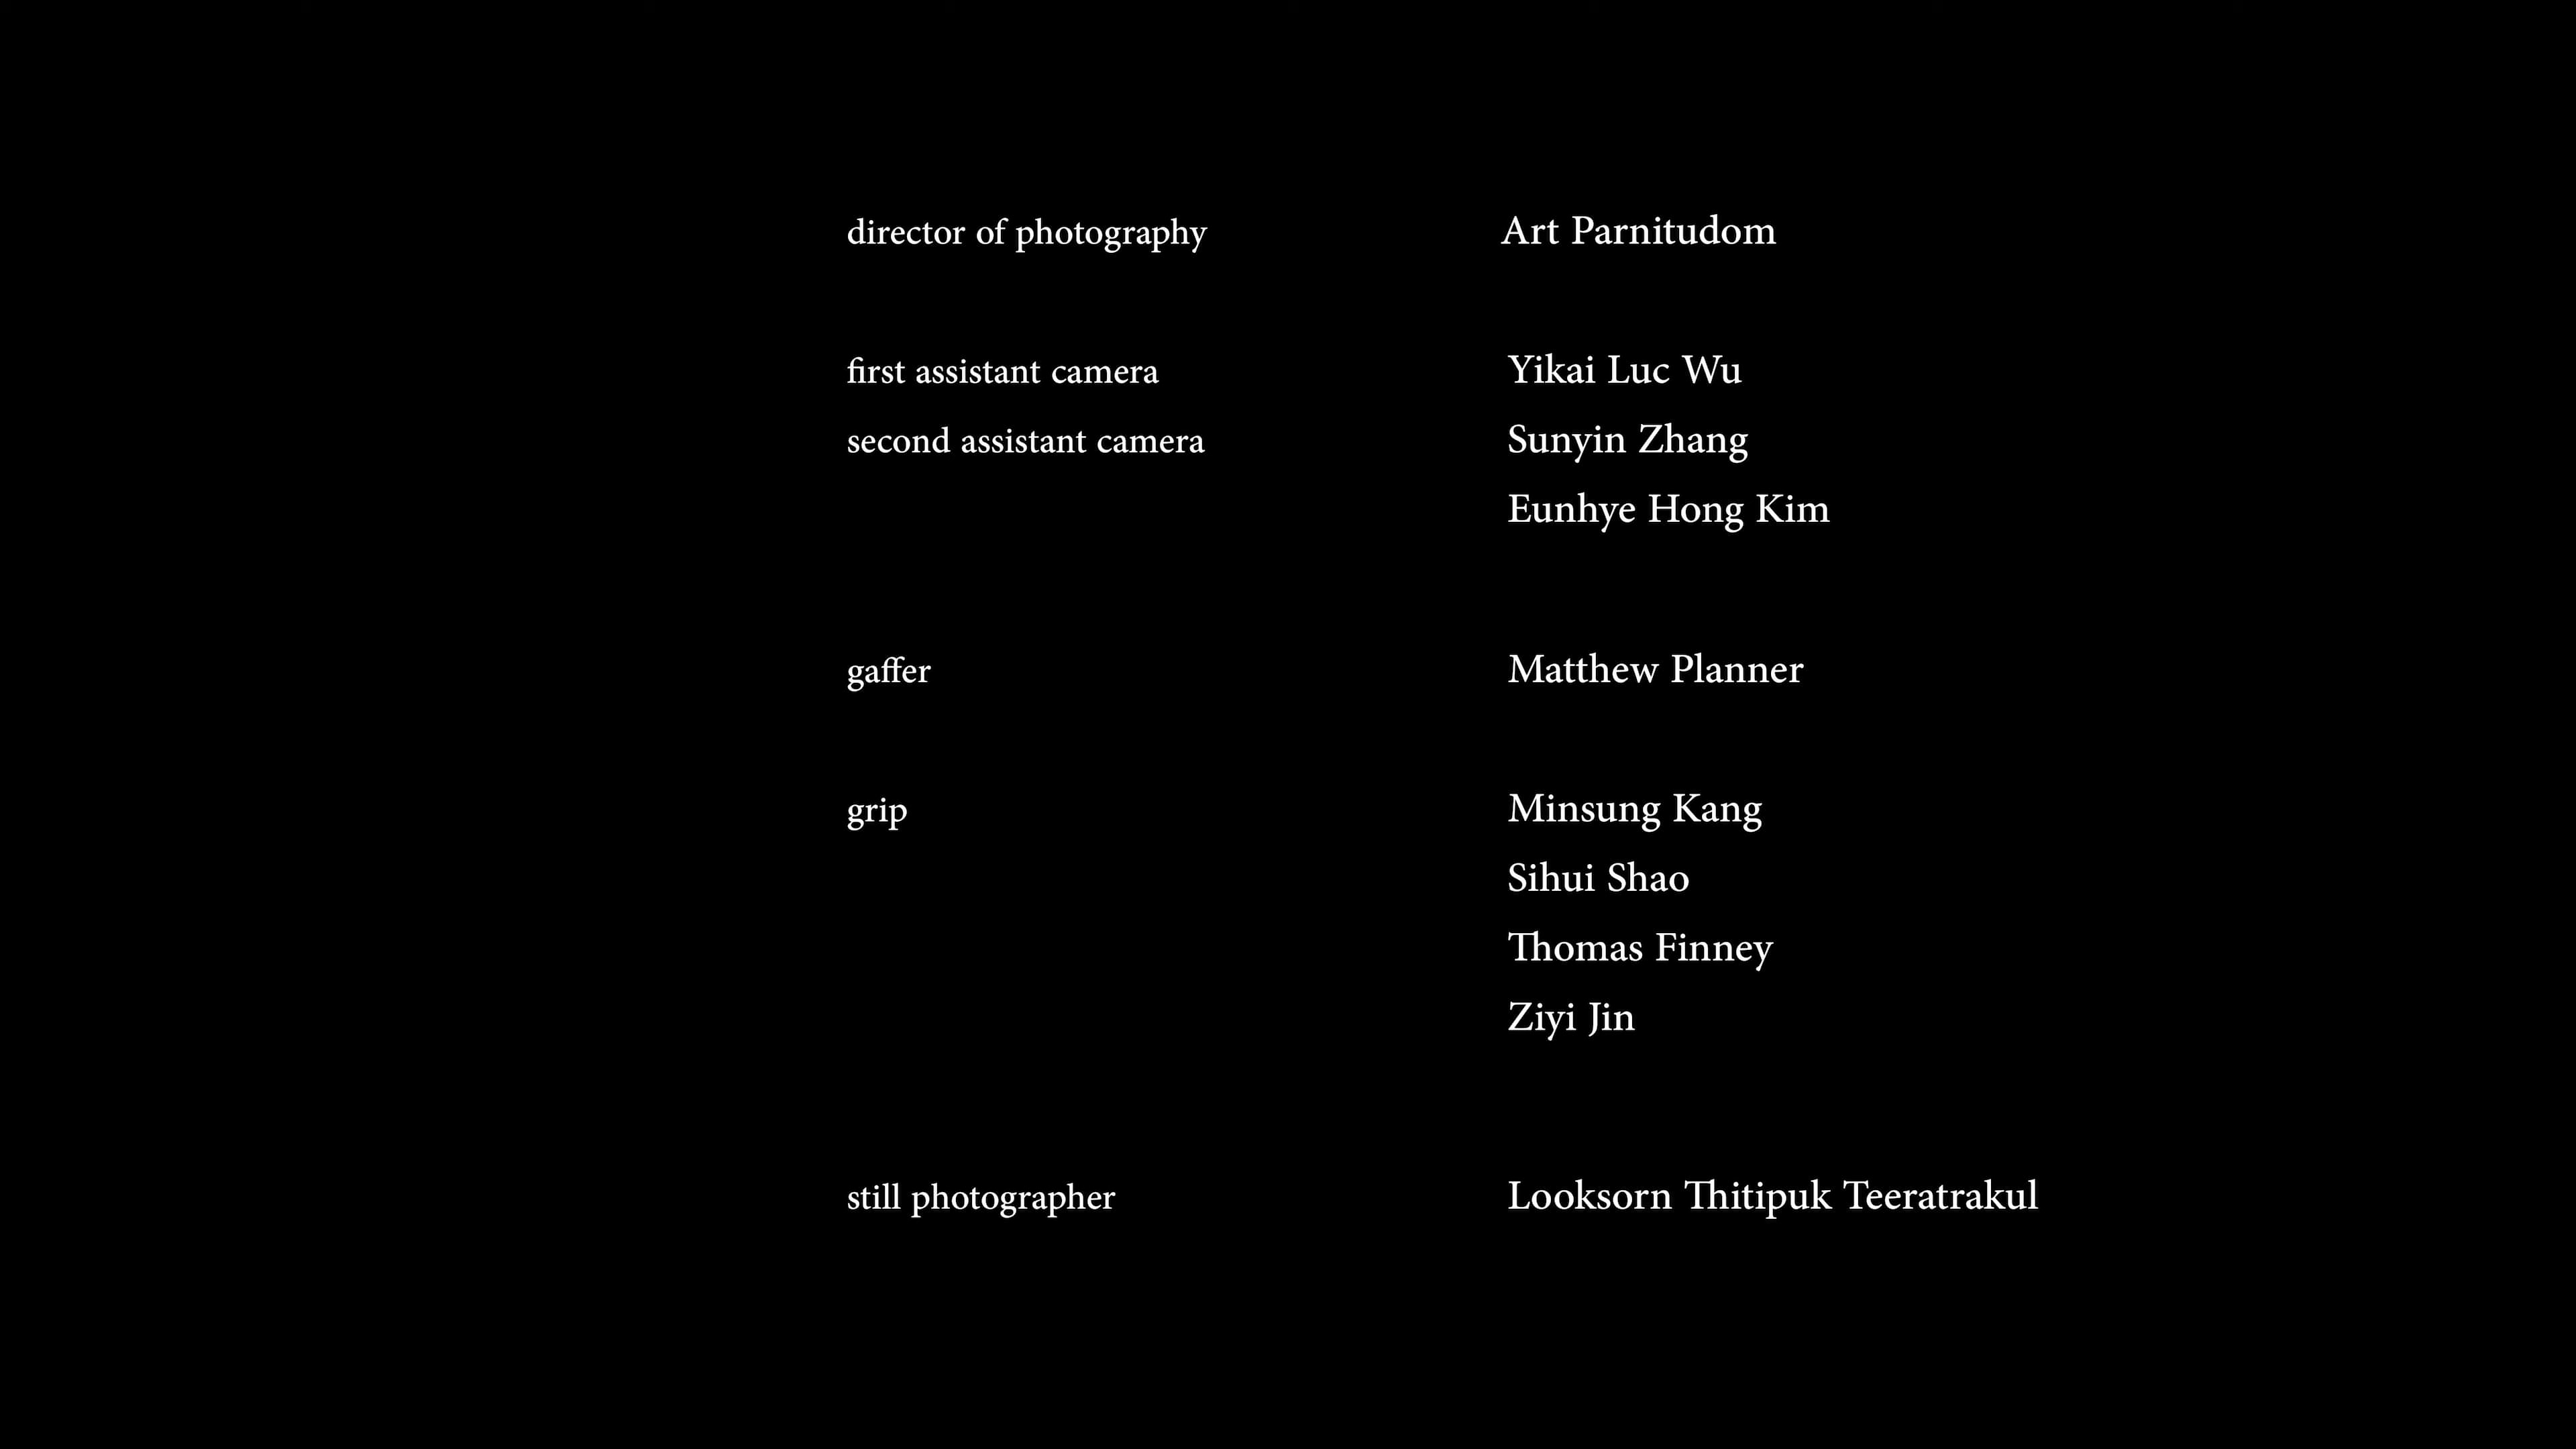 director of photography Art Parnitudom
first assistant camera Yikai Luc Wu
second assistant camera Sunyin Zhang
Eunhye Hong Kim
gaffer Matthew Planner
grip Minsung Kang
Sihui Shao
Thomas Finney
Ziyi Jin
still photographer Looksorn Thitipuk Teeratrakul